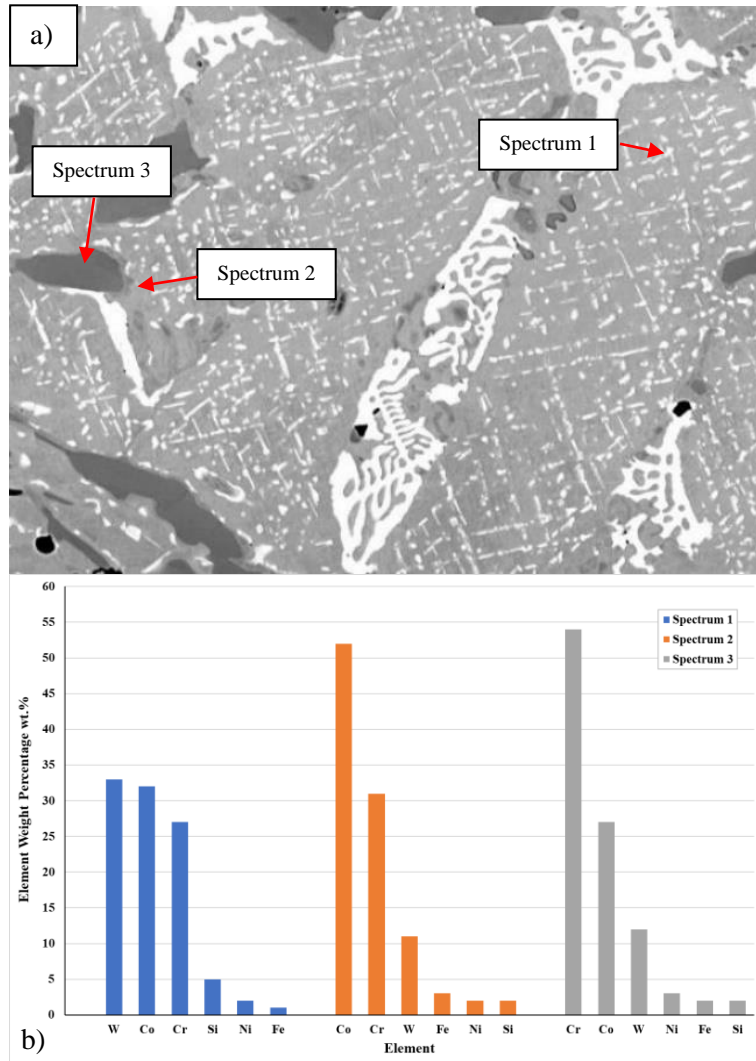 a)
Spectrum 1
Spectrum 3
Spectrum 2
60
55
50
45
40
35
30
25
20
15
10
5
0
Element Weight Percentage wt.%
Spectrum 1
Spectrum 2
Spectrum 3
W Co Cr Si Ni Fe Co Cr W Fe Ni Si Cr Co W Ni Fe Si
Element
b)